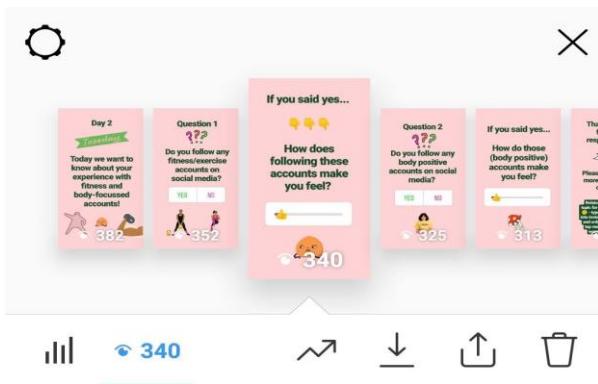 Day 2
Tuesday
Today we want to
know about your
experience with
fitness and
body-focussed
accounts!
382
Question 1
???
Do you follow any
fitness/exercise
accounts on
social media?
YES NO
352
If you said yes...
How does
following these
accounts make
you feel?
340
Question 2
???
Do you follow any
body positive
accounts on social
media?
YES NO
325
If you said yes...
How do those
(body positive)
accounts make
you feel?
313
340